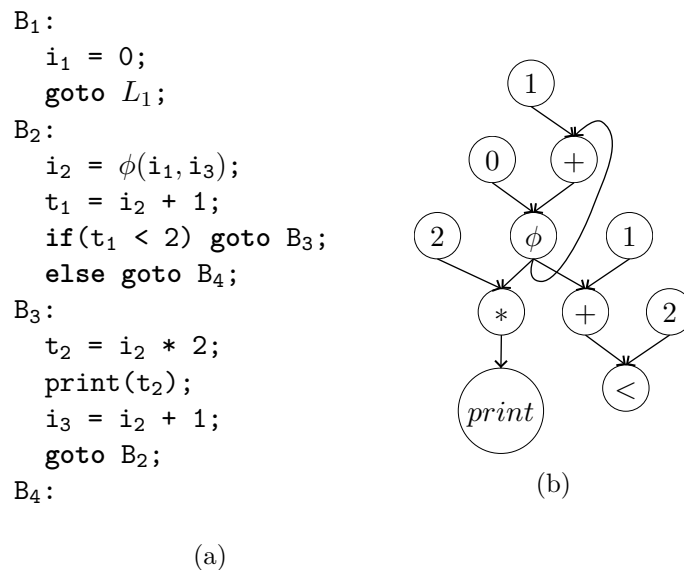 B₁:
i₁ = 0;
goto L₁;
B₂:
i₂ = ϕ(i₁,i₃);
t₁ = i₂ + 1;
if(t₁ < 2) goto B₃;
else goto B₄;
B₃:
t₂ = i₂ * 2;
print(t₂);
i₃ = i₂ + 1;
goto B₂;
B₄:
(a)
1
0 +
2 ϕ 1
* + 2
print <
(b)